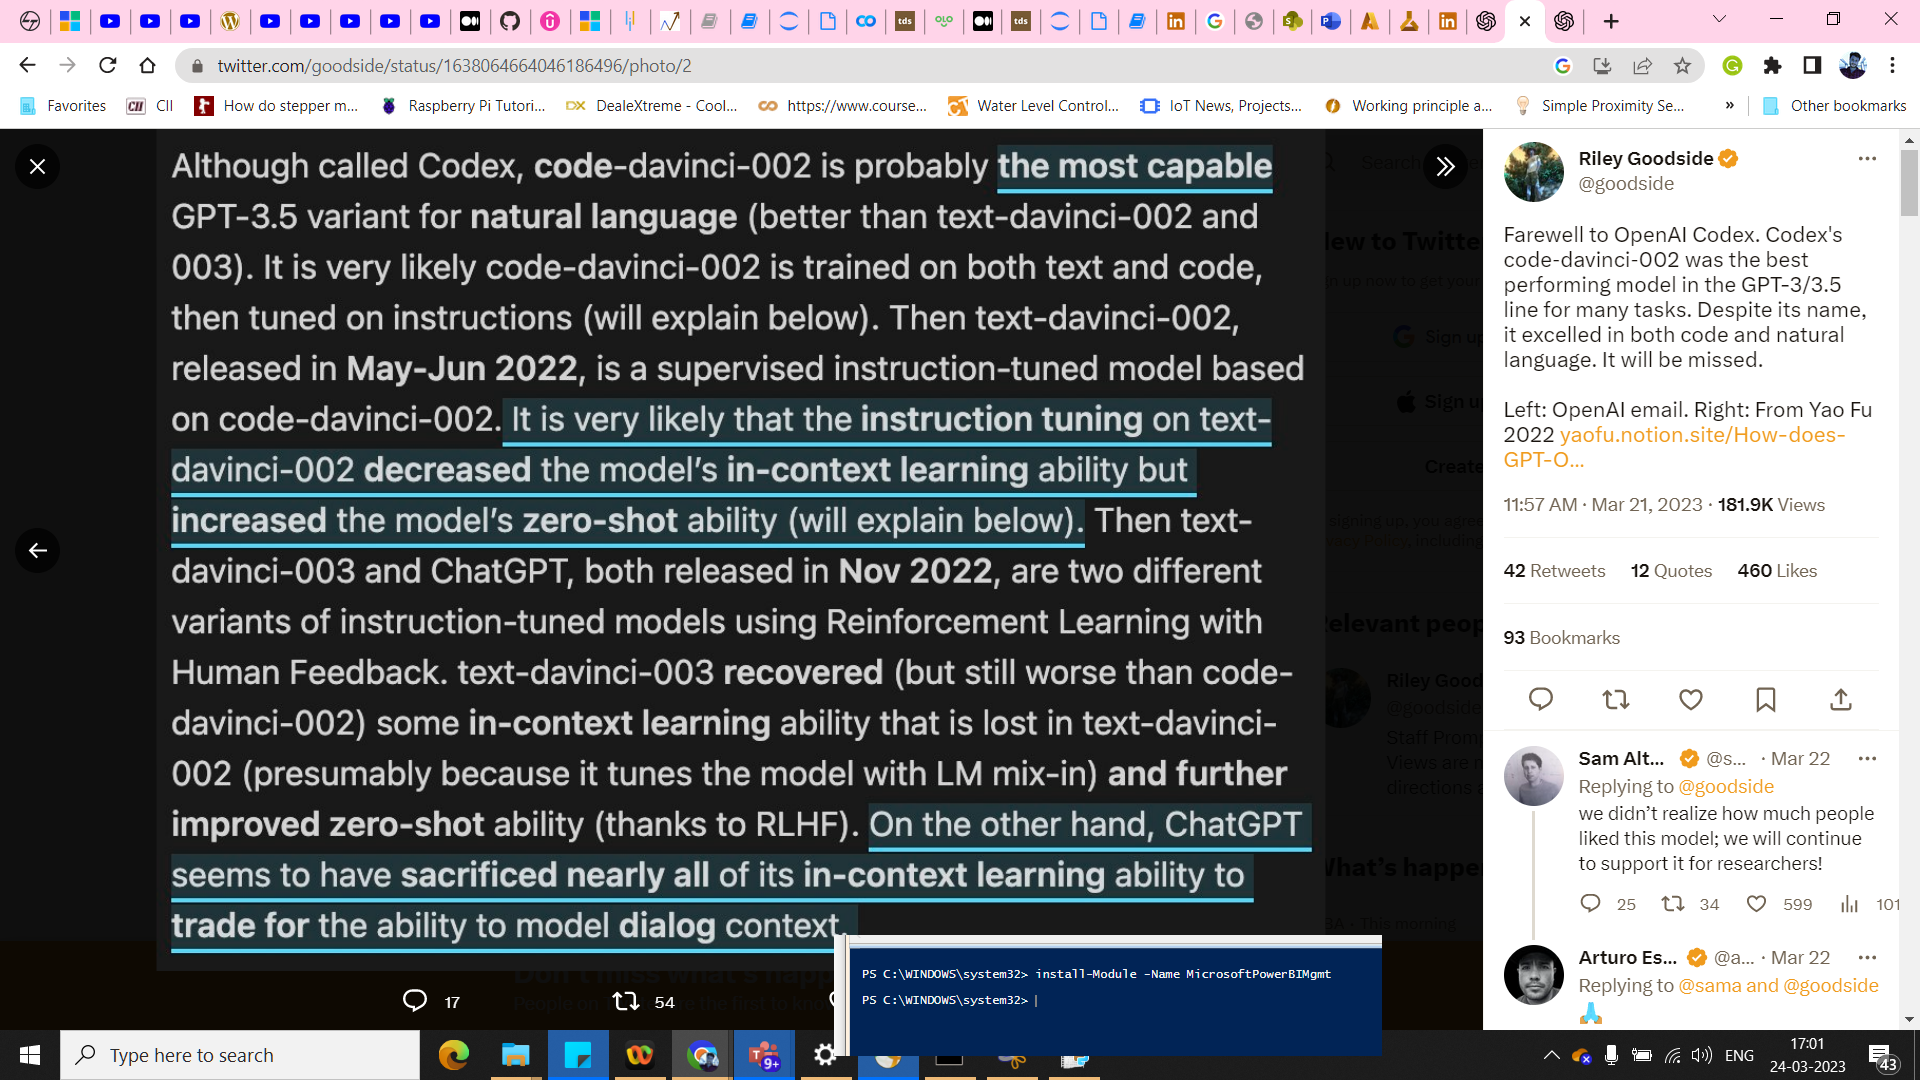 twitter.com/goodside/status/1638064664046186496/photo/2
Favorites
CII
How do stepper m...
Raspberry Pi Tutori...
DealeXtreme - Cool...
https://www.course...
Water Level Control...
IoT News, Projects...
Working principle a...
Simple Proximity Se...
»
Other bookmarks
Although called Codex, code-davinci-002 is probably the most capable
GPT-3.5 variant for natural language (better than text-davinci-002 and
003). It is very likely code-davinci-002 is trained on both text and code,
then tuned on instructions (will explain below). Then text-davinci-002,
released in May-Jun 2022, is a supervised instruction-tuned model based
on code-davinci-002. It is very likely that the instruction tuning on text-
davinci-002 decreased the model’s in-context learning ability but
increased the model’s zero-shot ability (will explain below). Then text-
davinci-003 and ChatGPT, both released in Nov 2022, are two different
variants of instruction-tuned models using Reinforcement Learning with
Human Feedback. text-davinci-003 recovered (but still worse than code-
davinci-002) some in-context learning ability that is lost in text-davinci-
002 (presumably because it tunes the model with LM mix-in) and further
improved zero-shot ability (thanks to RLHF). On the other hand, ChatGPT
seems to have sacrificed nearly all of its in-context learning ability to
trade for the ability to model dialog context.
17
54
PS C:\WINDOWS\system32> install-Module -Name MicrosoftPowerBIMgmt
PS C:\WINDOWS\system32>
Riley Goodside
@goodside
Farewell to OpenAI Codex. Codex's
code-davinci-002 was the best
performing model in the GPT-3/3.5
line for many tasks. Despite its name,
it excelled in both code and natural
language. It will be missed.
Left: OpenAI email. Right: From Yao Fu
2022 yaofu.notion.site/How-does-
GPT-O...
11:57 AM · Mar 21, 2023 · 181.9K Views
42 Retweets 12 Quotes 460 Likes
93 Bookmarks
Sam Alt... @s... · Mar 22
Replying to @goodside
we didn’t realize how much people
liked this model; we will continue
to support it for researchers!
25 34 599 101
Arturo Es... @a... · Mar 22
Replying to @sama and @goodside
Type here to search
9+
ENG
17:01
24-03-2023
43